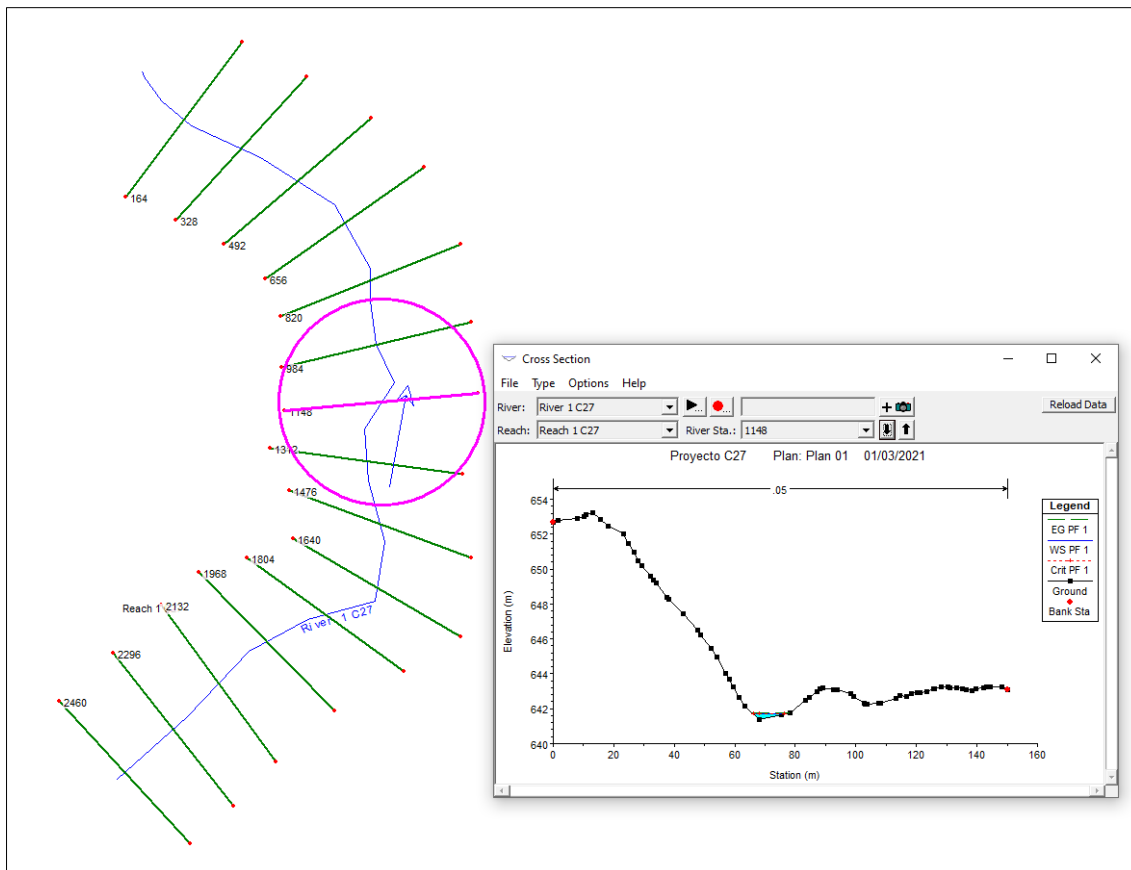 164
328
492
656
820
984
1148
1312
1476
1640
1804
1968
Reach 1 2132
River 1 C27
2296
2460
Cross Section
File Type Options Help
River: River 1 C27
Reload Data
Reach: Reach 1 C27 River Sta.: 1148
Proyecto C27 Plan: Plan 01 01/03/2021
.05
654
652
650
648
646
644
642
640
Elevation (m)
0 20 40 60 80 100 120 140 160
Station (m)
Legend
EG PF 1
WS PF 1
Crit PF 1
Ground
Bank Sta